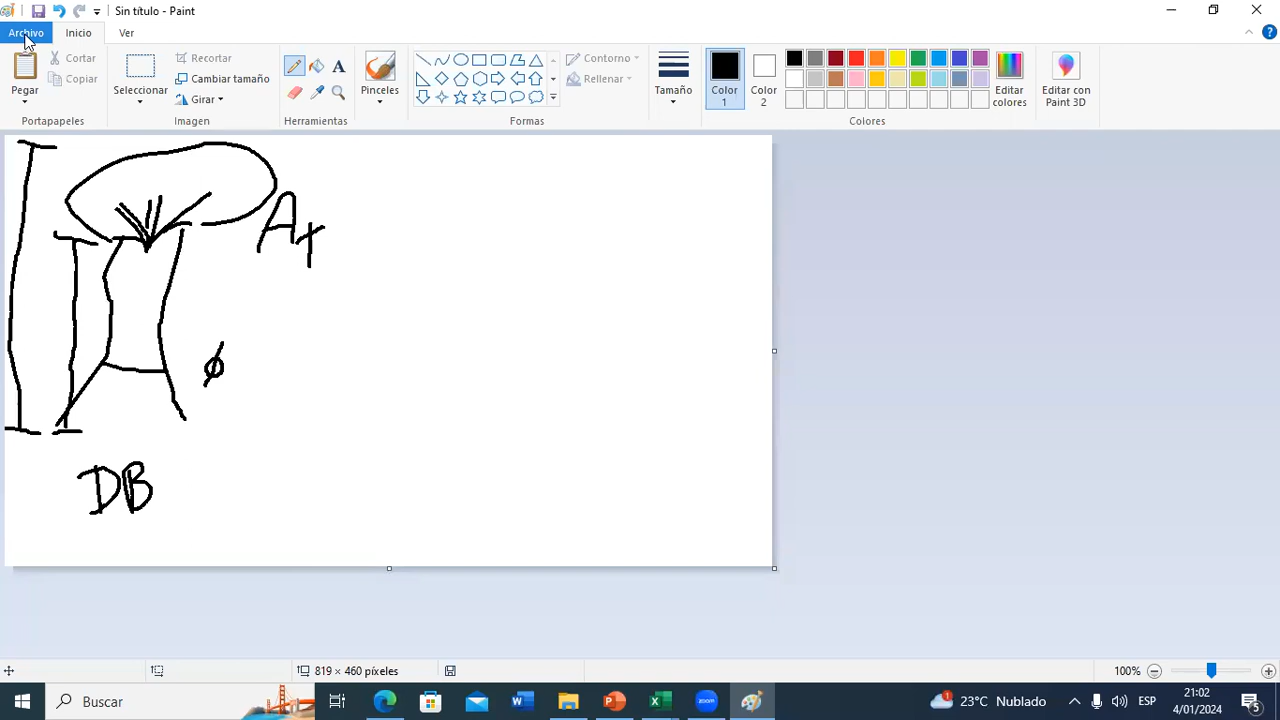 Sin título - Paint
Archivo Inicio Ver
Pegar
Cortar
Copiar
Portapapeles
Seleccionar
Recortar
Cambiar tamaño
Girar
Imagen
A
Herramientas
Pinceles
Contorno
Rellenar
Formas
Tamaño
Color 1
Color 2
Editar colores
Colores
Editar con Paint 3D
ϕ
DB
819 × 460 píxeles
100%
Buscar
23°C Nublado
ESP
21:02
4/01/2024
5